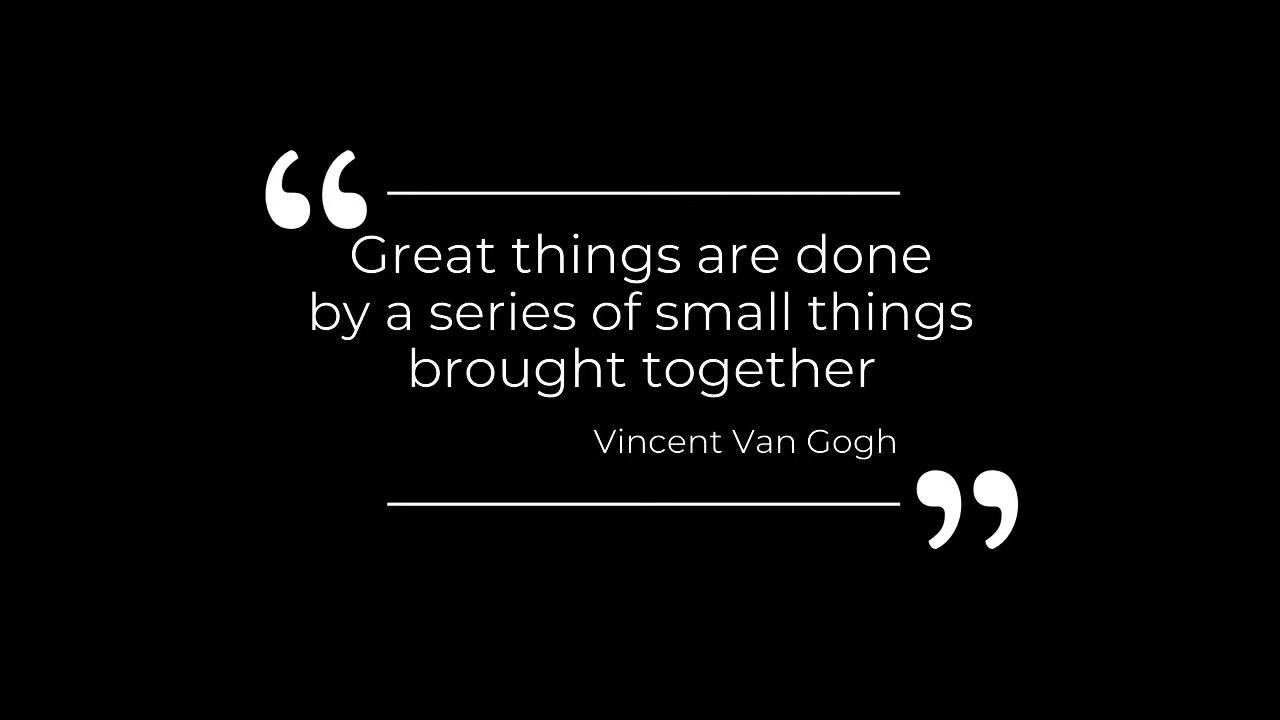 “
Great things are done
by a series of small things
brought together
Vincent Van Gogh
”